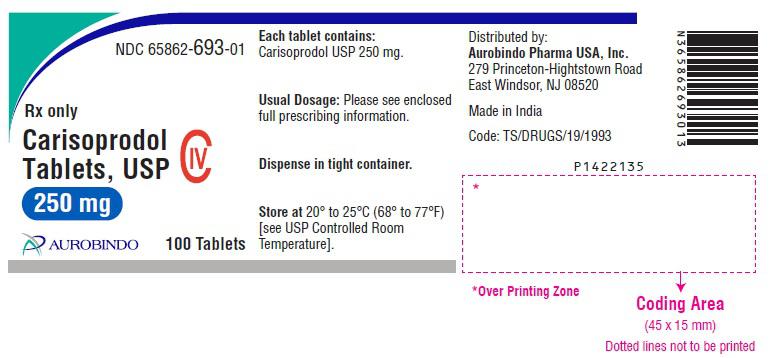 NDC 65862-693-01
Rx only
Carisoprodol
Tablets, USP
CIV
250 mg
AUROBINDO
100 Tablets
Each tablet contains:
Carisoprodol USP 250 mg.
Usual Dosage: Please see enclosed
full prescribing information.
Dispense in tight container.
Store at 20° to 25°C (68° to 77°F)
[see USP Controlled Room
Temperature].
Distributed by:
Aurobindo Pharma USA, Inc.
279 Princeton-Hightstown Road
East Windsor, NJ 08520
Made in India
Code: TS/DRUGS/19/1993
N365862693013
P1422135
*
*Over Printing Zone
Coding Area
(45 x 15 mm)
Dotted lines not to be printed